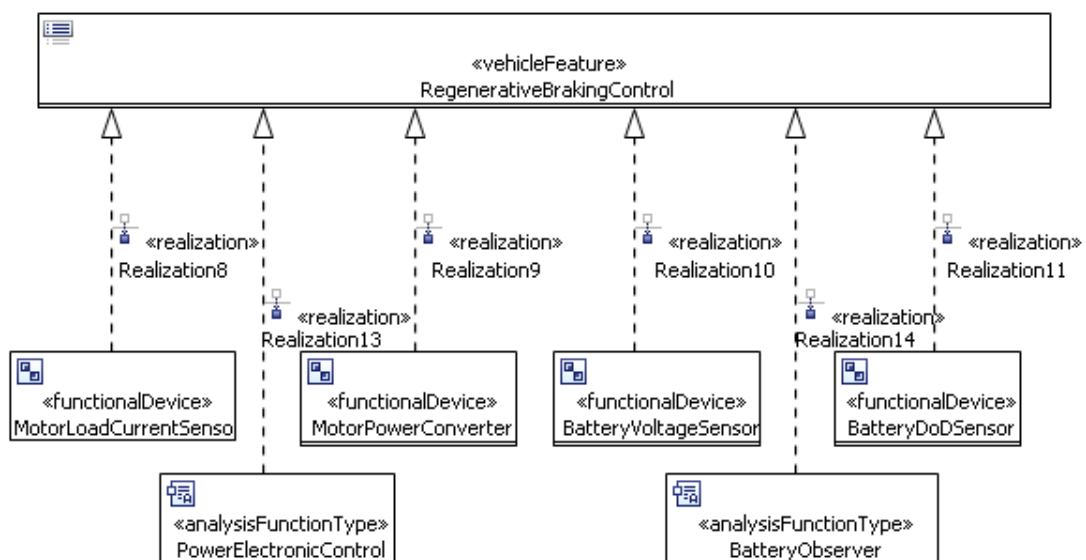 «vehicleFeature»
RegenerativeBrakingControl
«realization»
Realization8
«realization»
Realization9
«realization»
Realization10
«realization»
Realization11
«realization»
Realization13
«realization»
Realization14
«functionalDevice»
MotorLoadCurrentSenso
«functionalDevice»
MotorPowerConverter
«functionalDevice»
BatteryVoltageSensor
«functionalDevice»
BatteryDoDSensor
«analysisFunctionType»
PowerElectronicControl
«analysisFunctionType»
BatteryObserver